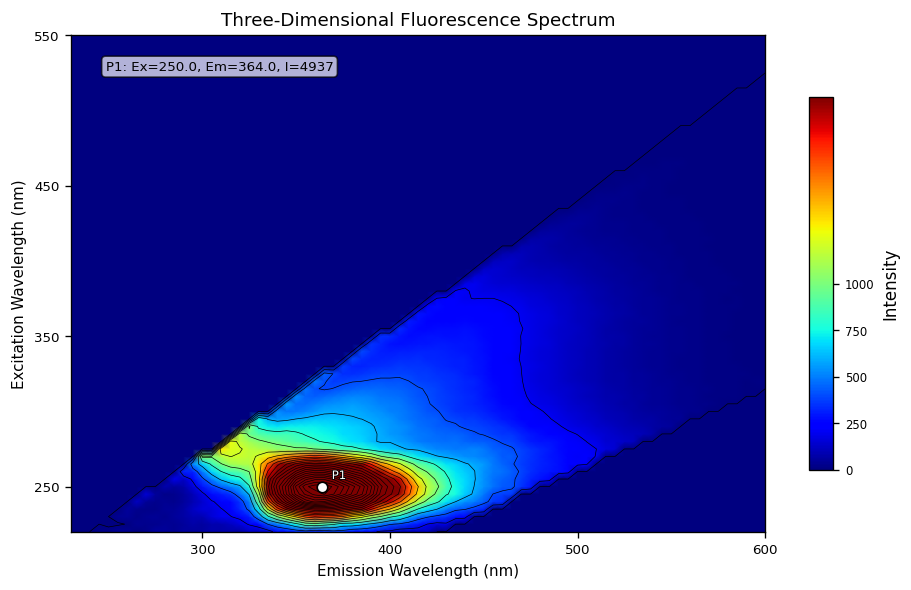 Three-Dimensional Fluorescence Spectrum
P1: Ex=250.0, Em=364.0, I=4937
P1
550
450
350
250
300
400
500
600
Excitation Wavelength (nm)
Emission Wavelength (nm)
1000
750
500
250
0
Intensity